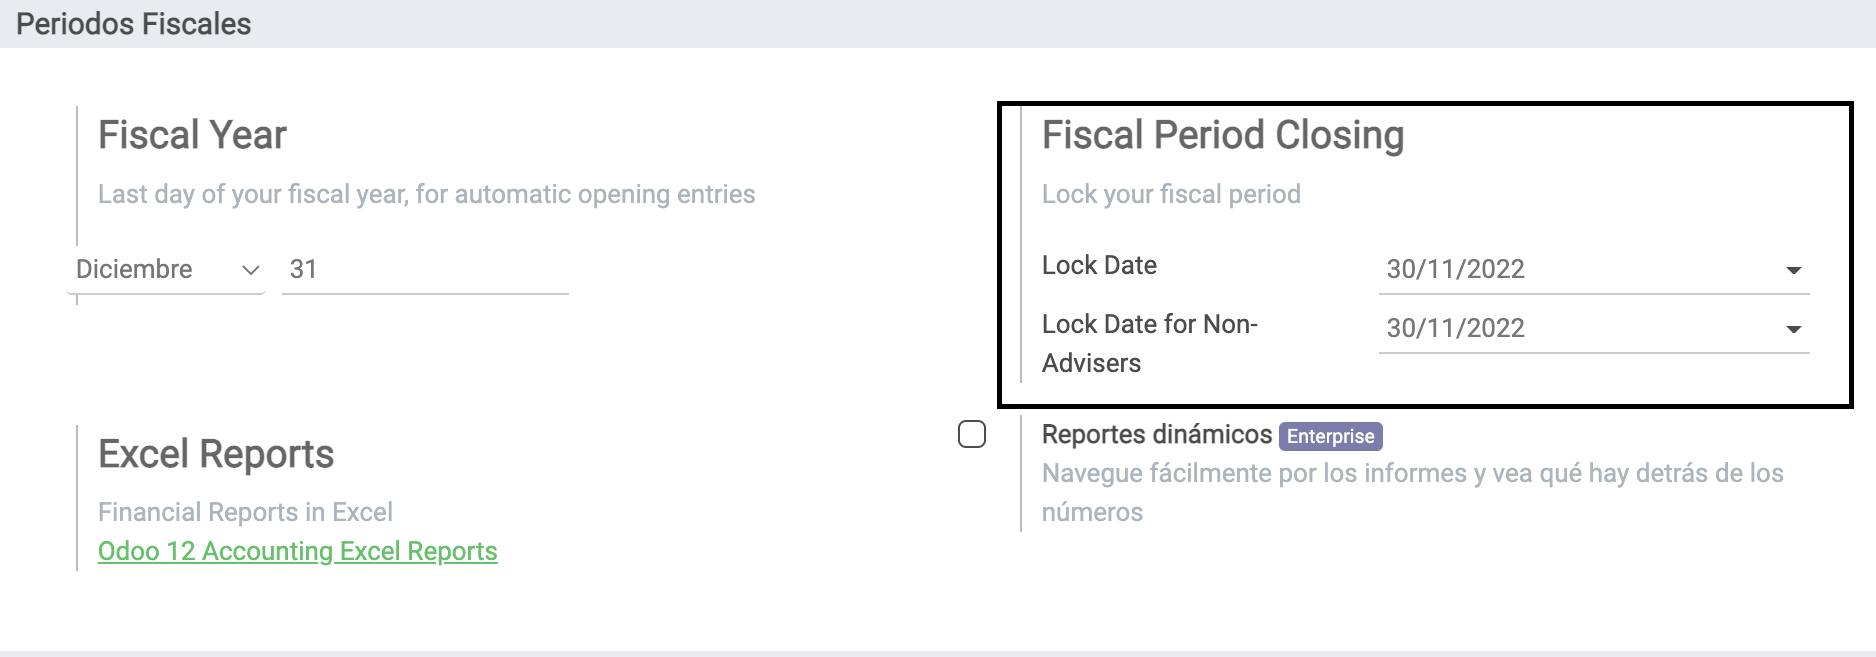 Periodos Fiscales
Fiscal Year
Last day of your fiscal year, for automatic opening entries
Diciembre 31
Fiscal Period Closing
Lock your fiscal period
Lock Date 30/11/2022
Lock Date for Non- 30/11/2022
Advisers
Excel Reports
Financial Reports in Excel
Odoo 12 Accounting Excel Reports
Reportes dinámicos Enterprise
Navegue fácilmente por los informes y vea qué hay detrás de los
números